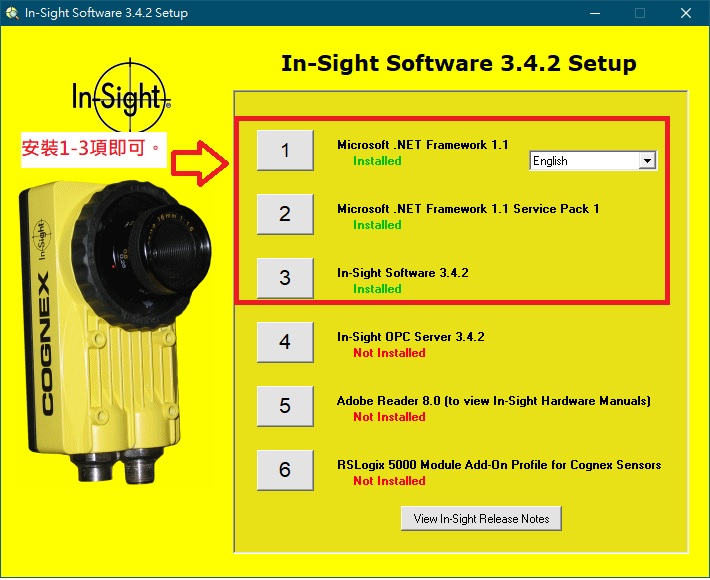 In-Sight Software 3.4.2 Setup
In-Sight Software 3.4.2 Setup
In-Sight®
安裝1-3項即可。
1
Microsoft .NET Framework 1.1
Installed
English
2
Microsoft .NET Framework 1.1 Service Pack 1
Installed
3
In-Sight Software 3.4.2
Installed
4
In-Sight OPC Server 3.4.2
Not Installed
5
Adobe Reader 8.0 (to view In-Sight Hardware Manuals)
Not Installed
6
RSLogix 5000 Module Add-On Profile for Cognex Sensors
Not Installed
View In-Sight Release Notes
In-Sight
COGNEX